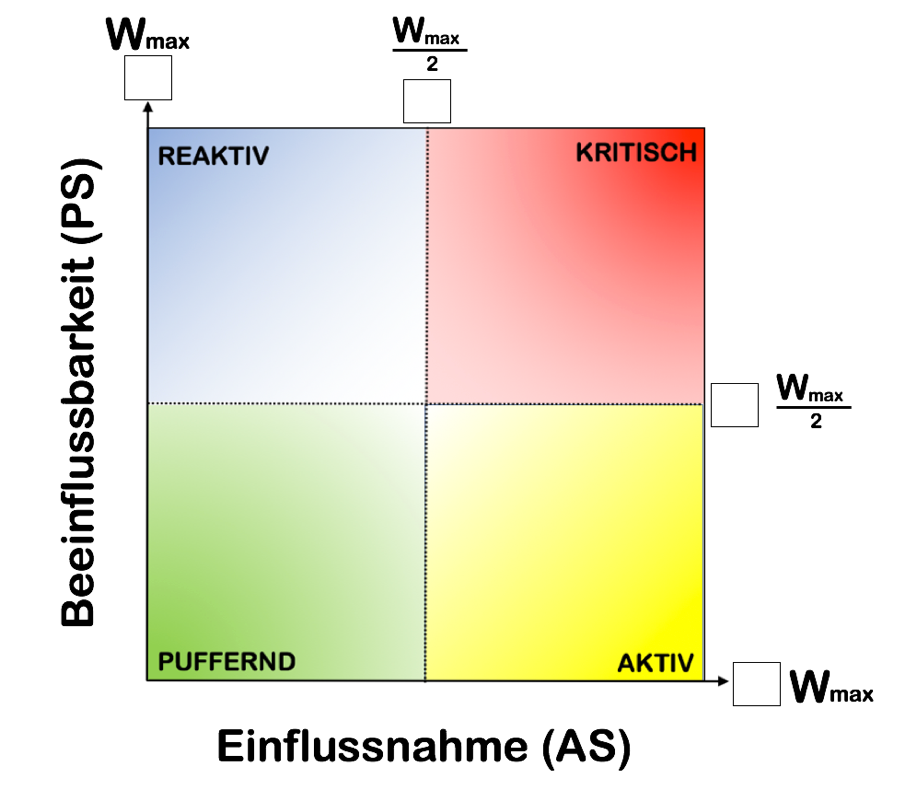 Wmax
Wmax
2
REAKTIV
KRITISCH
Beeinflussbarkeit (PS)
Wmax
2
PUFFERND
AKTIV
Wmax
Einflussnahme (AS)